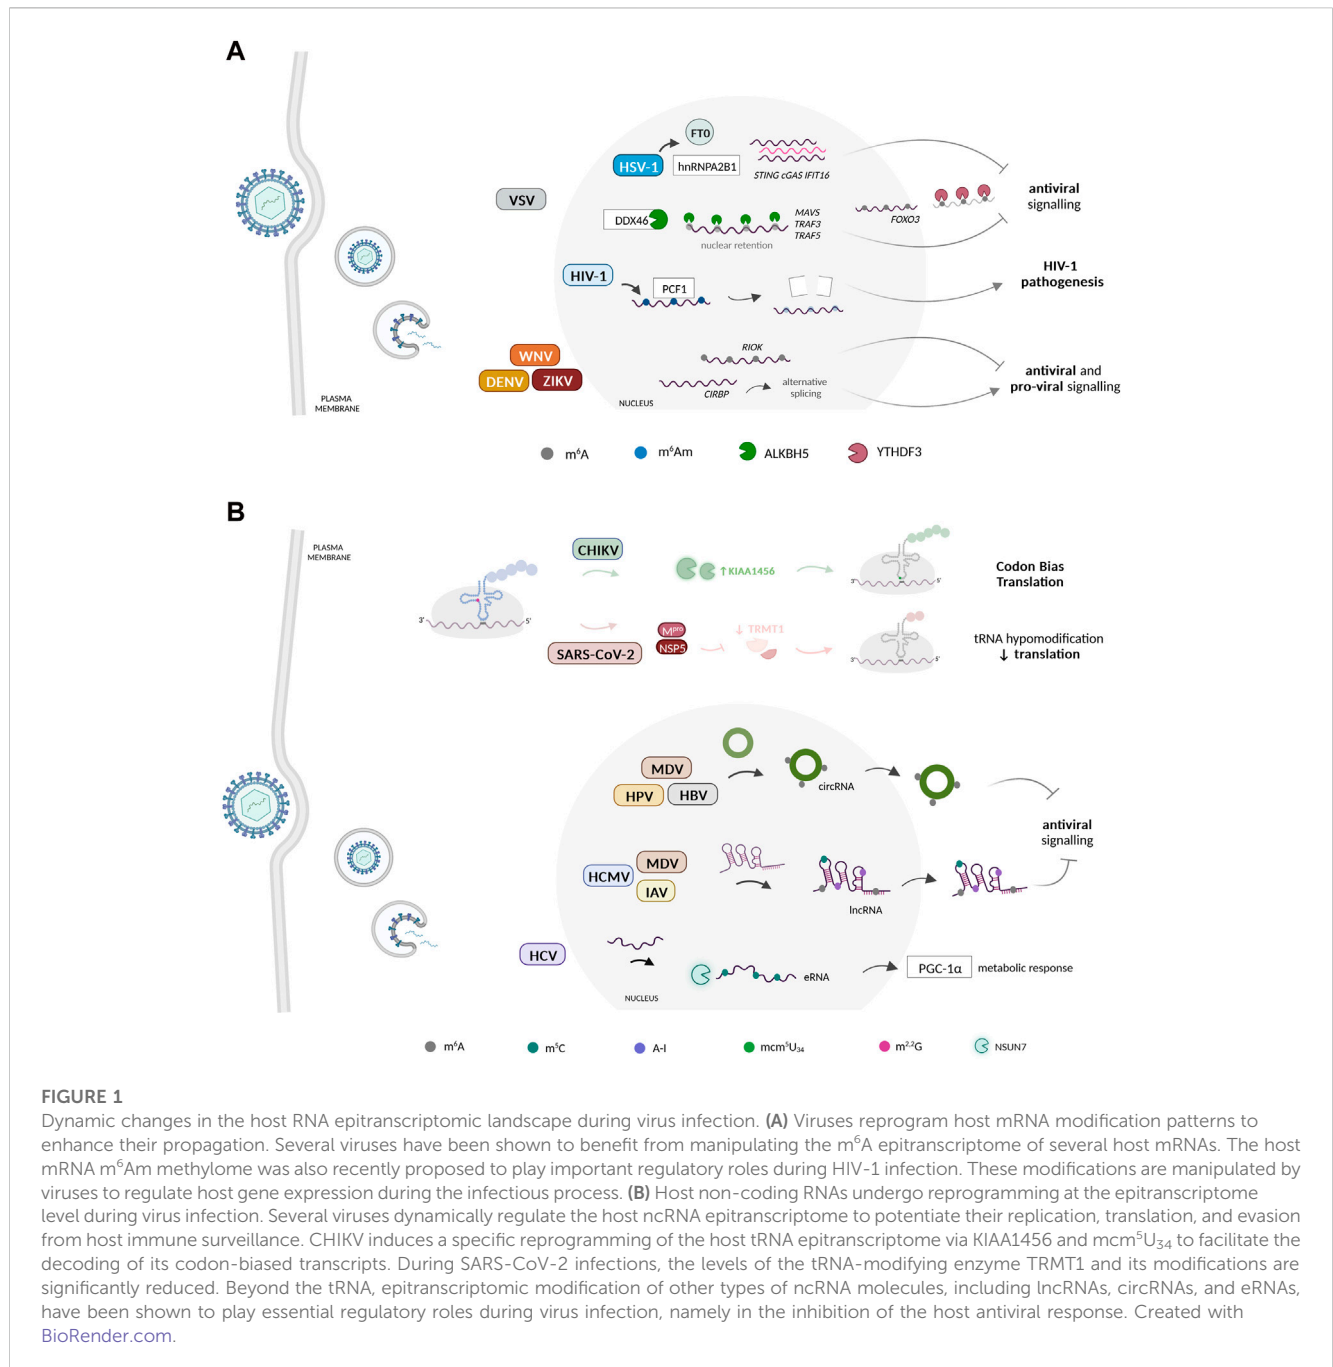 A
FTO
HSV-1
hnRNPA2B1
STING cGAS IFIT16
VSV
DDX46
MAVS
TRAF3
TRAF5
nuclear retention
FOXO3
antiviral
signalling
HIV-1
PCF1
HIV-1
pathogenesis
WNV
DENV
ZIKV
RIOK
CIRBP
alternative
splicing
antiviral and
pro-viral signalling
NUCLEUS
PLASMA
MEMBRANE
m⁶A
m⁶Am
ALKBH5
YTHDF3
B
PLASMA
MEMBRANE
CHIKV
↑KIAA1456
3'
5'
3'
5'
Codon Bias
Translation
SARS-CoV-2
Mᵖʳᵒ
NSP5
↓ TRMT1
3'
5'
tRNA hypomodification
↓ translation
MDV
HPV
HBV
circRNA
antiviral
signalling
HCMV
MDV
IAV
lncRNA
HCV
eRNA
PGC-1α
metabolic response
NUCLEUS
m⁶A
m⁵C
A-I
mcm⁵U₃₄
m²·²G
NSUN7
FIGURE 1
Dynamic changes in the host RNA epitranscriptomic landscape during virus infection. (A) Viruses reprogram host mRNA modification patterns to
enhance their propagation. Several viruses have been shown to benefit from manipulating the m⁶A epitranscriptome of several host mRNAs. The host
mRNA m⁶Am methylome was also recently proposed to play important regulatory roles during HIV-1 infection. These modifications are manipulated by
viruses to regulate host gene expression during the infectious process. (B) Host non-coding RNAs undergo reprogramming at the epitranscriptome
level during virus infection. Several viruses dynamically regulate the host ncRNA epitranscriptome to potentiate their replication, translation, and evasion
from host immune surveillance. CHIKV induces a specific reprogramming of the host tRNA epitranscriptome via KIAA1456 and mcm⁵U₃₄ to facilitate the
decoding of its codon-biased transcripts. During SARS-CoV-2 infections, the levels of the tRNA-modifying enzyme TRMT1 and its modifications are
significantly reduced. Beyond the tRNA, epitranscriptomic modification of other types of ncRNA molecules, including lncRNAs, circRNAs, and eRNAs,
have been shown to play essential regulatory roles during virus infection, namely in the inhibition of the host antiviral response. Created with
BioRender.com.